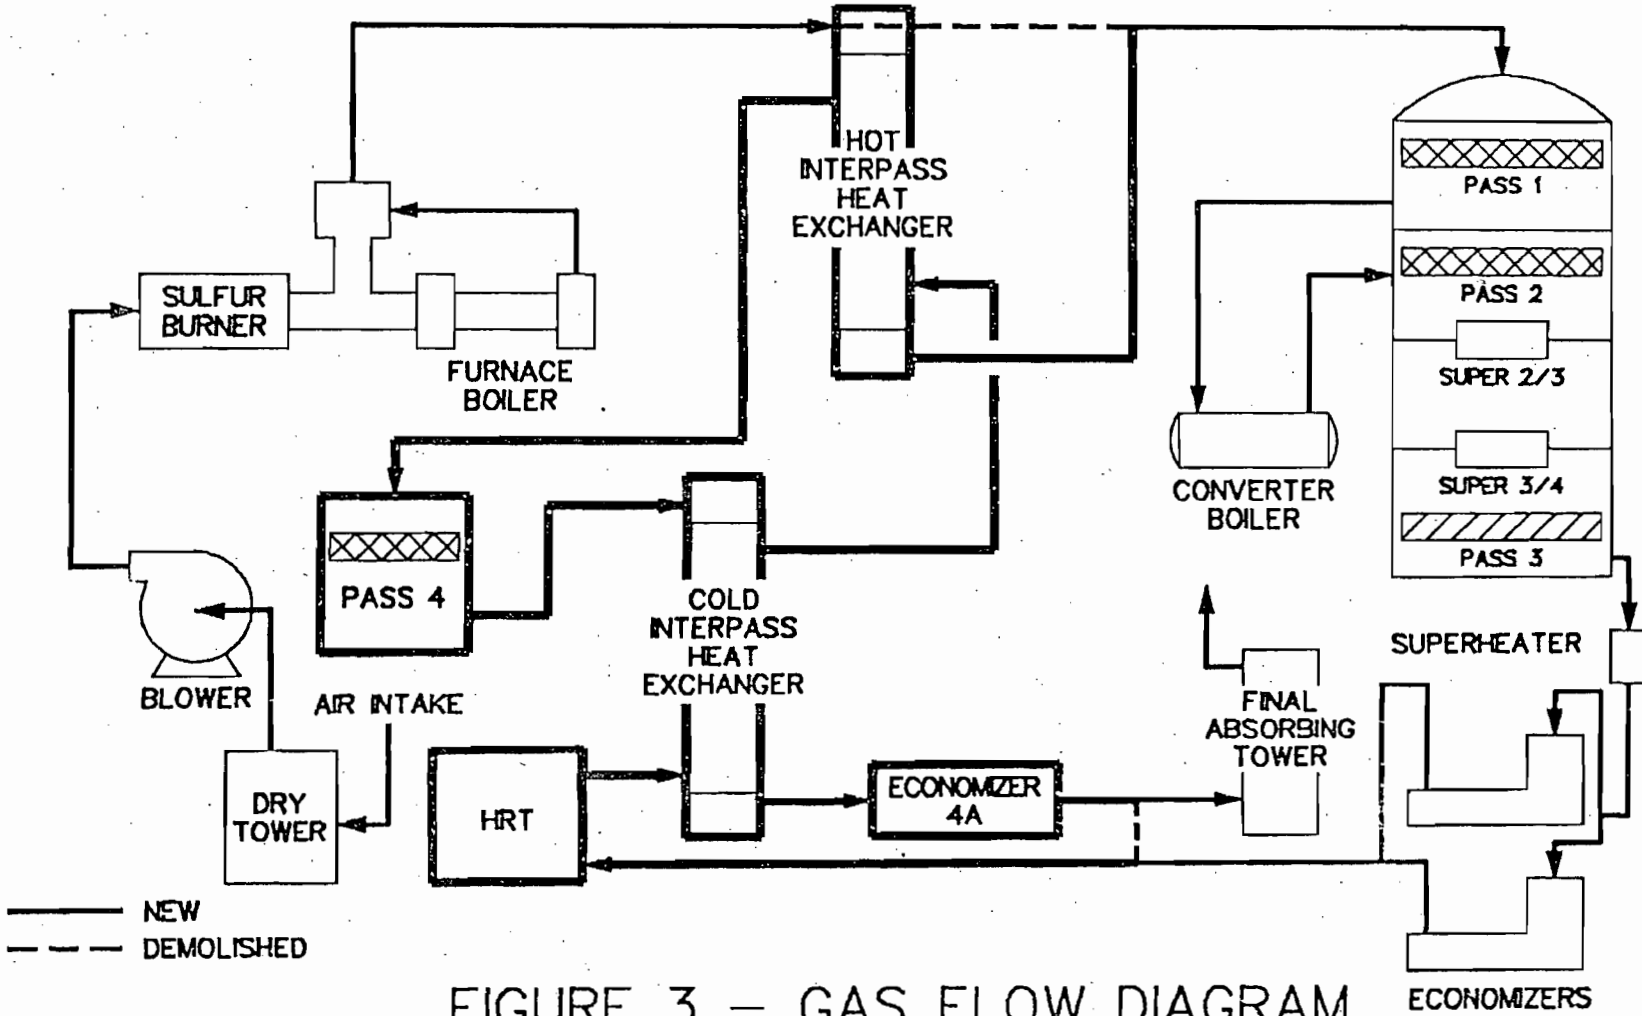 HOT
INTERPASS
HEAT
EXCHANGER
PASS 1
PASS 2
SUPER 2/3
SUPER 3/4
PASS 3
SULFUR
BURNER
FURNACE
BOILER
CONVERTER
BOILER
PASS 4
COLD
INTERPASS
HEAT
EXCHANGER
SUPERHEATER
BLOWER
AIR INTAKE
FINAL
ABSORBING
TOWER
DRY
TOWER
HRT
ECONOMIZER
4A
NEW
DEMOLISHED
ECONOMIZERS
FIGURE 3 – GAS FLOW DIAGRAM